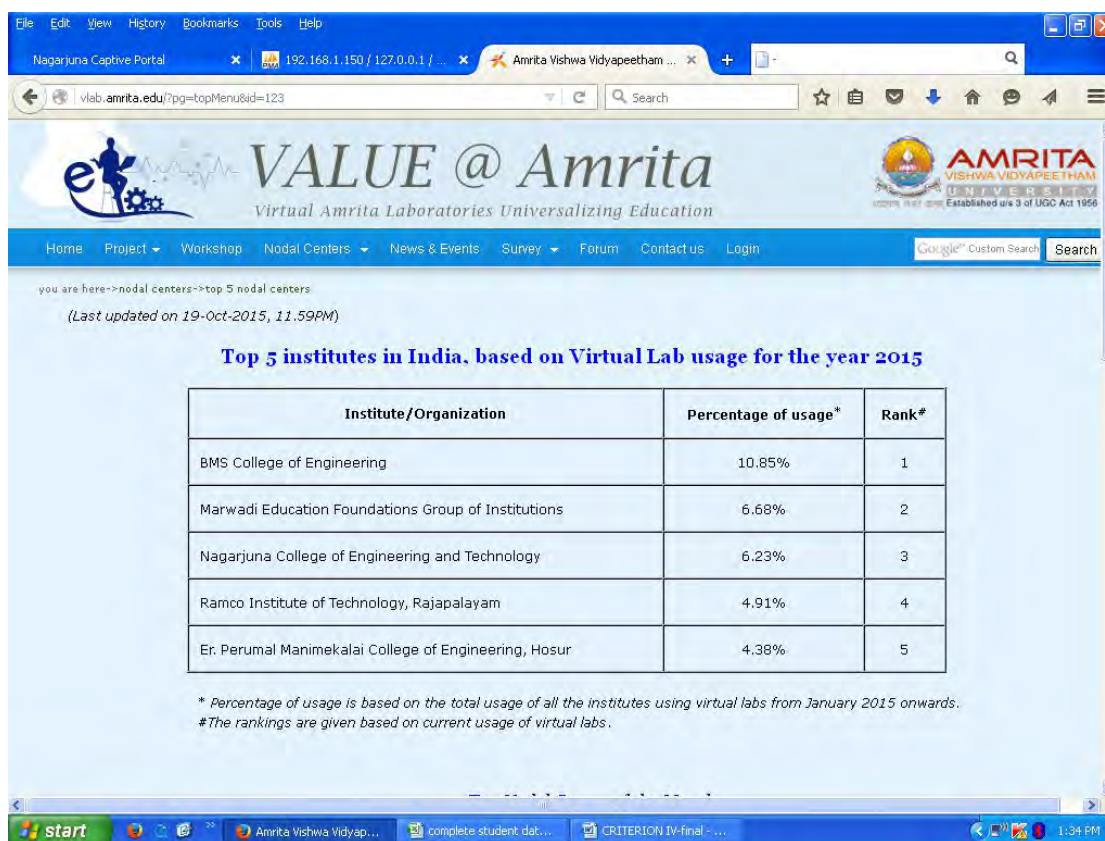 File Edit View History Bookmarks Tools Help
Nagarjuna Captive Portal 192.168.1.150 / 127.0.0.1 / ... Amrita Vishwa Vidyapeetham ...
vlab.amrita.edu/?pg=topMenu&id=123 Search
VALUE @ Amrita
Virtual Amrita Laboratories Universalizing Education
AMRITA
VISHWA VIDYAPEETHAM
UNIVERSITY
Established u/s 3 of UGC Act 1956
Home Project Workshop Nodal Centers News & Events Survey Forum Contact us Login Google Custom Search Search
you are here->nodal centers->top 5 nodal centers
(Last updated on 19-Oct-2015, 11.59PM)
Top 5 institutes in India, based on Virtual Lab usage for the year 2015
Institute/Organization Percentage of usage* Rank#
BMS College of Engineering 10.85% 1
Marwadi Education Foundations Group of Institutions 6.68% 2
Nagarjuna College of Engineering and Technology 6.23% 3
Ramco Institute of Technology, Rajapalayam 4.91% 4
Er. Perumal Manimekalai College of Engineering, Hosur 4.38% 5
* Percentage of usage is based on the total usage of all the institutes using virtual labs from January 2015 onwards.
#The rankings are given based on current usage of virtual labs.
start Amrita Vishwa Vidyap... complete student dat... CRITERION IV-final - ... 1:34 PM